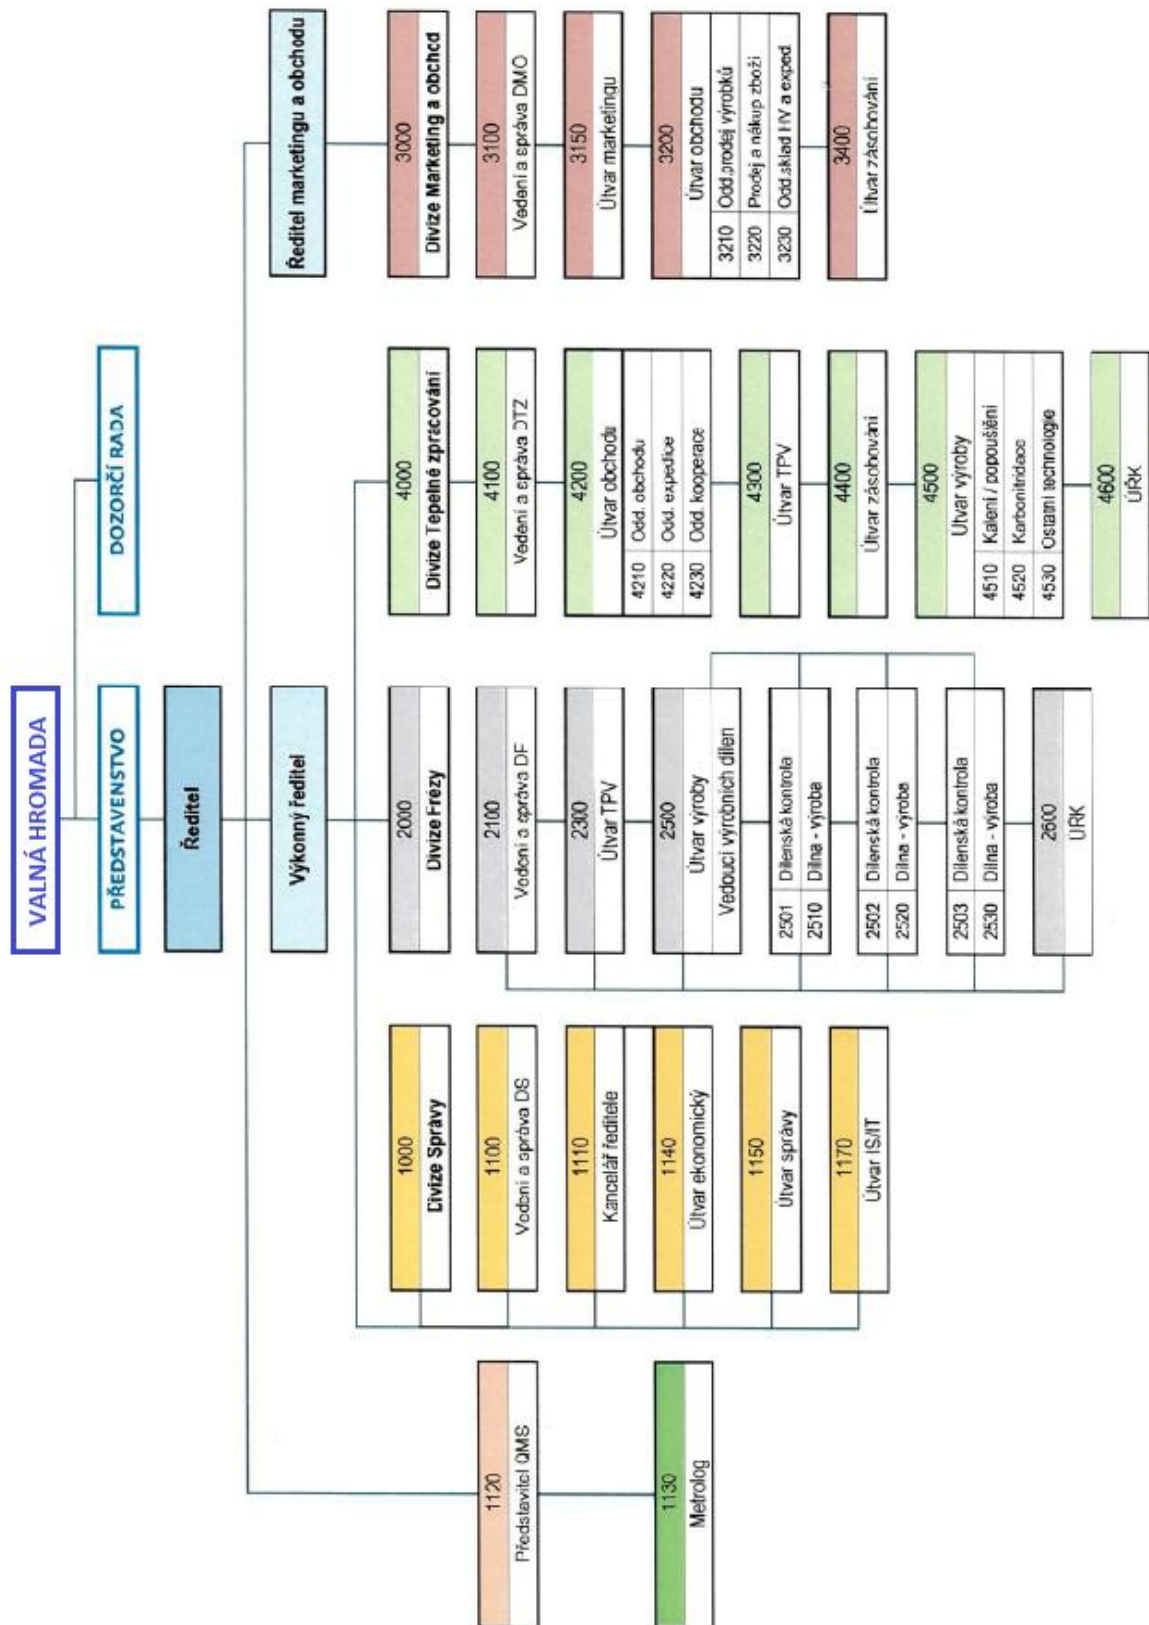 VALNÁ HROMADA
PŘEDSTAVENSTVO
DOZORČÍ RADA
Ředitel
Výkonný ředitel
Ředitel marketingu a obchodu
1120
Představitel QMS
1130
Metrolog
1000
Divize Správy
1100
Vedení a správa DS
1110
Kancelář ředitele
1140
Útvar ekonomický
1150
Útvar správy
1170
Útvar IS/IT
2000
Divize Frézy
2100
Vedení a správa DF
2300
Útvar TPV
2500
Útvar výroby
Vedoucí výrobních dílen
2501 Dílenská kontrola
2510 Dílna - výroba
2502 Dílenská kontrola
2520 Dílna - výroba
2503 Dílenská kontrola
2530 Dílna - výroba
2600
ÚRK
4000
Divize Tepelné zpracování
4100
Vedení a správa DTZ
4200
Útvar obchodu
4210 Odd. obchodu
4220 Odd. expedice
4230 Odd. kooperace
4300
Útvar TPV
4400
Útvar zásobování
4500
Útvar výroby
4510 Kalení / popouštění
4520 Karbonitridace
4530 Ostatní technologie
4600
ÚRK
3000
Divize Marketing a obchod
3100
Vedení a správa DMO
3150
Útvar marketingu
3200
Útvar obchodu
3210 Odd.prodej výrobků
3220 Prodej a nákup zboží
3230 Odd.sklad HV a exped.
3400
Útvar zásobování